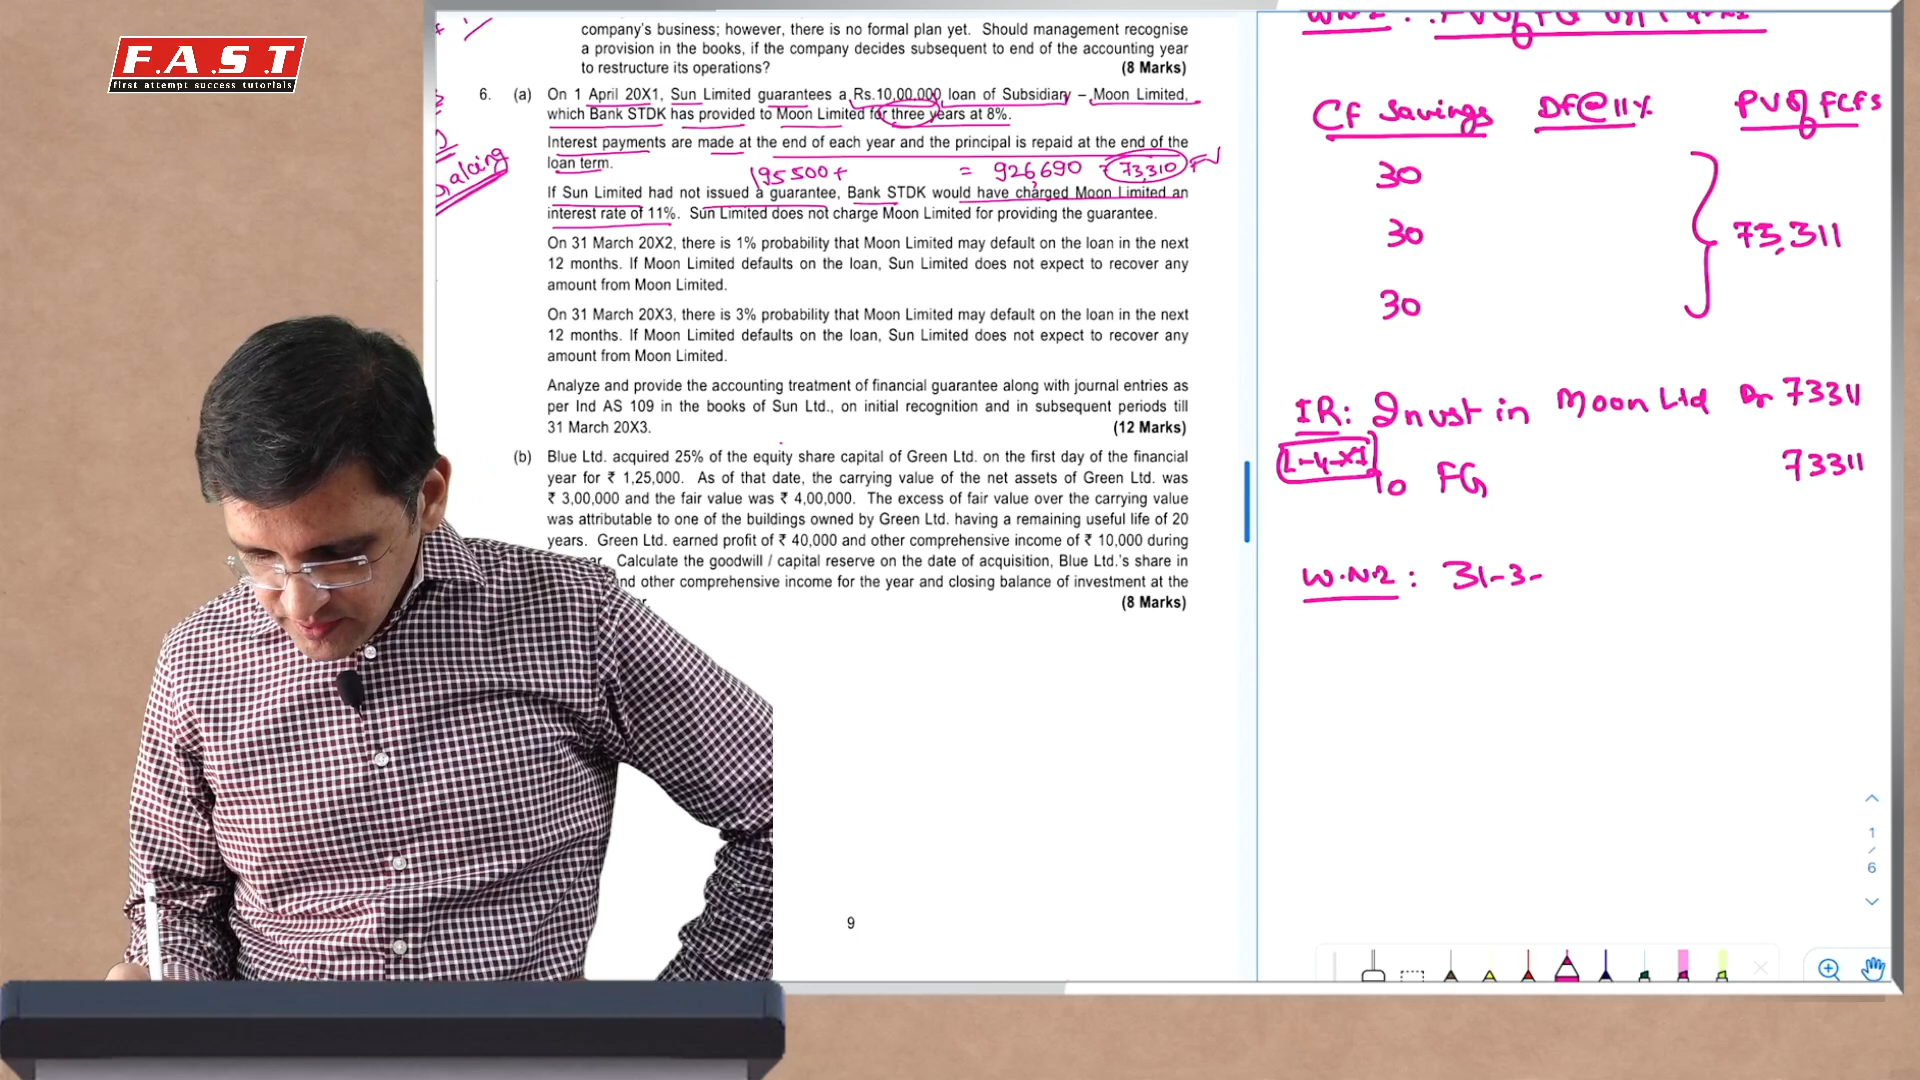 F.A.S.T
first attempt success tutorials
company's business; however, there is no formal plan yet. Should management recognise
a provision in the books, if the company decides subsequent to end of the accounting year
to restructure its operations? (8 Marks)
6. (a) On 1 April 20X1, Sun Limited guarantees a Rs.10,00,000 loan of Subsidiary – Moon Limited,
which Bank STDK has provided to Moon Limited for three years at 8%.
Interest payments are made at the end of each year and the principal is repaid at the end of the
loan term.
195500+ = 926690 73,310 FV
If Sun Limited had not issued a guarantee, Bank STDK would have charged Moon Limited an
interest rate of 11%. Sun Limited does not charge Moon Limited for providing the guarantee.
On 31 March 20X2, there is 1% probability that Moon Limited may default on the loan in the next
12 months. If Moon Limited defaults on the loan, Sun Limited does not expect to recover any
amount from Moon Limited.
On 31 March 20X3, there is 3% probability that Moon Limited may default on the loan in the next
12 months. If Moon Limited defaults on the loan, Sun Limited does not expect to recover any
amount from Moon Limited.
Analyze and provide the accounting treatment of financial guarantee along with journal entries as
per Ind AS 109 in the books of Sun Ltd., on initial recognition and in subsequent periods till
31 March 20X3. (12 Marks)
(b) Blue Ltd. acquired 25% of the equity share capital of Green Ltd. on the first day of the financial
year for ₹ 1,25,000. As of that date, the carrying value of the net assets of Green Ltd. was
₹ 3,00,000 and the fair value was ₹ 4,00,000. The excess of fair value over the carrying value
was attributable to one of the buildings owned by Green Ltd. having a remaining useful life of 20
years. Green Ltd. earned profit of ₹ 40,000 and other comprehensive income of ₹ 10,000 during
Calculate the goodwill / capital reserve on the date of acquisition, Blue Ltd.'s share in
nd other comprehensive income for the year and closing balance of investment at the
(8 Marks)
9
CF Savings Df@11% PV of FCFs
30
30 73,311
30
IR: Invst in Moon Ltd Dr 73311
1-4-X1
To FG 73311
W.N.2 : 31-3-
1
6